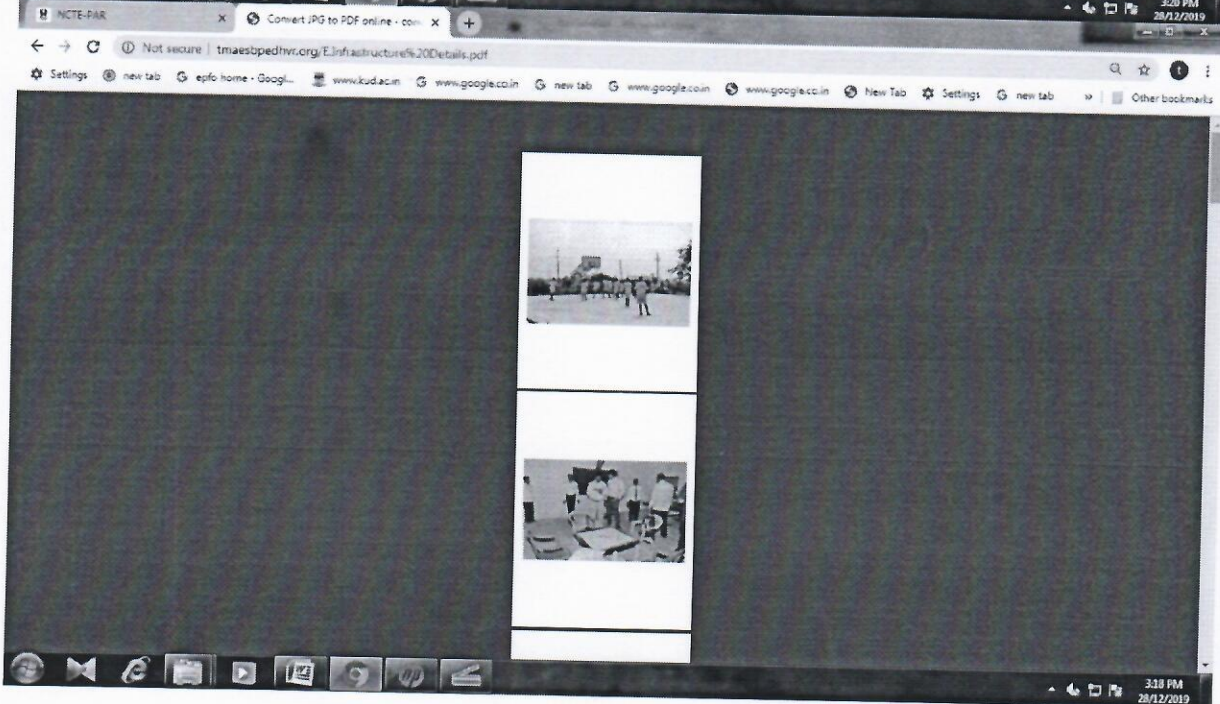 3:20 PM
28/12/2019
NCTE-PAR
Convert JPG to PDF online - con
Not secure | tmaesbpedhvr.org/E.Infrastructure%20Details.pdf
Settings new tab epfo home - Googl... www.kud.ac.in www.google.co.in new tab www.google.co.in www.google.co.in New Tab Settings new tab » Other bookmarks
3:18 PM
28/12/2019